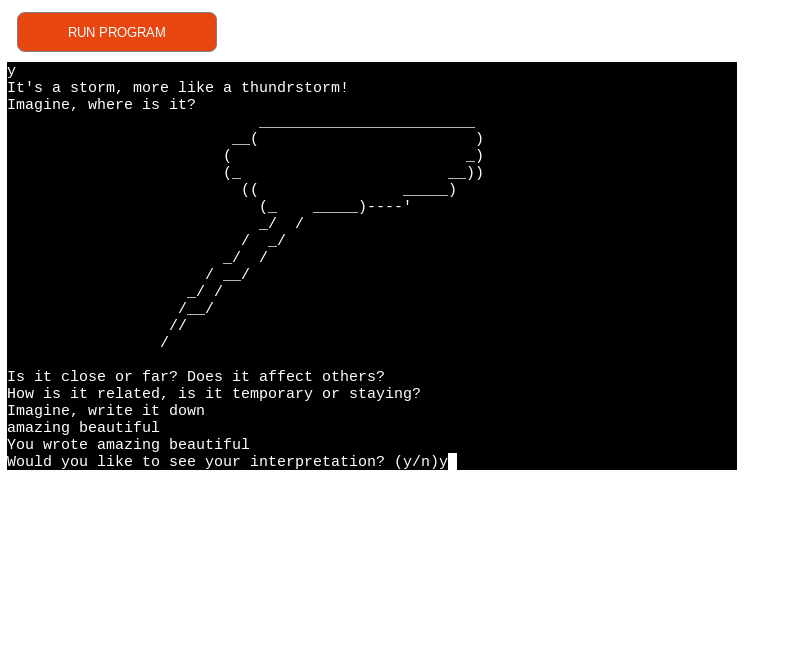 RUN PROGRAM
y
It's a storm, more like a thundrstorm!
Imagine, where is it?
                            ________________________
                         __(                        )
                        (                          _)
                        (_                       __))
                          ((                _____)
                            (_    _____)----'
                            _/  /
                          /  _/
                        _/  /
                      / __/
                    _/ /
                   /__/
                  //
                 /
Is it close or far? Does it affect others?
How is it related, is it temporary or staying?
Imagine, write it down
amazing beautiful
You wrote amazing beautiful
Would you like to see your interpretation? (y/n)y